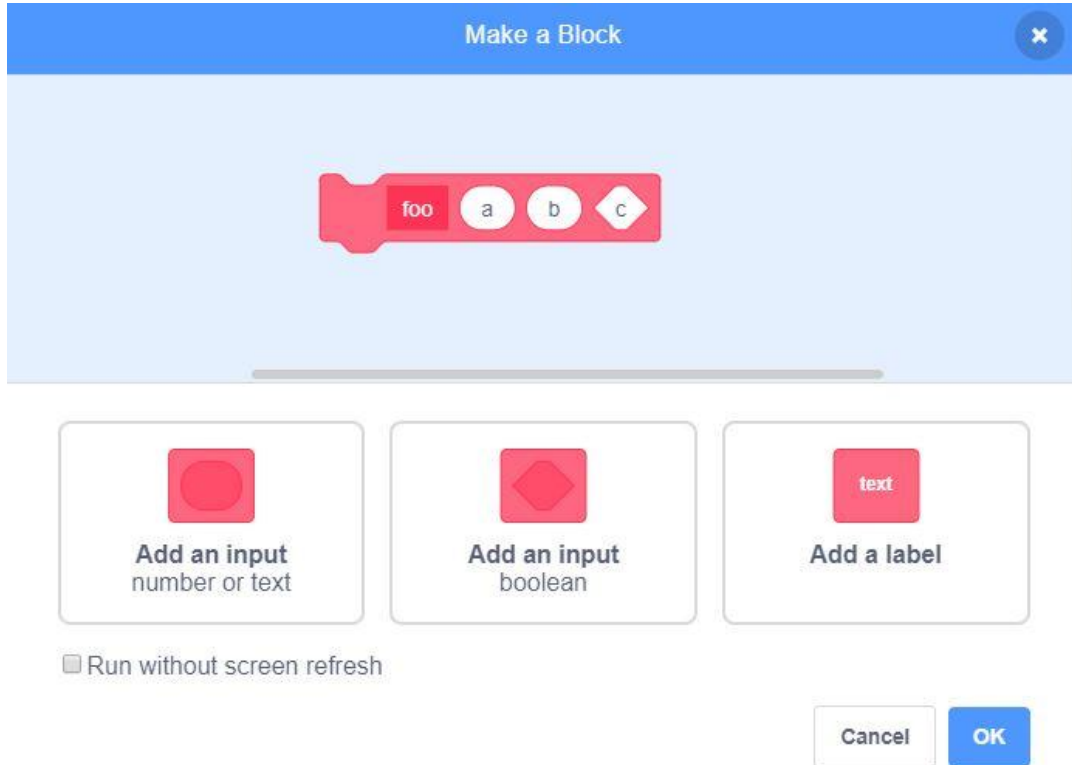 Make a Block
foo a b c
text
Add an input
number or text
Add an input
boolean
Add a label
Run without screen refresh
Cancel OK